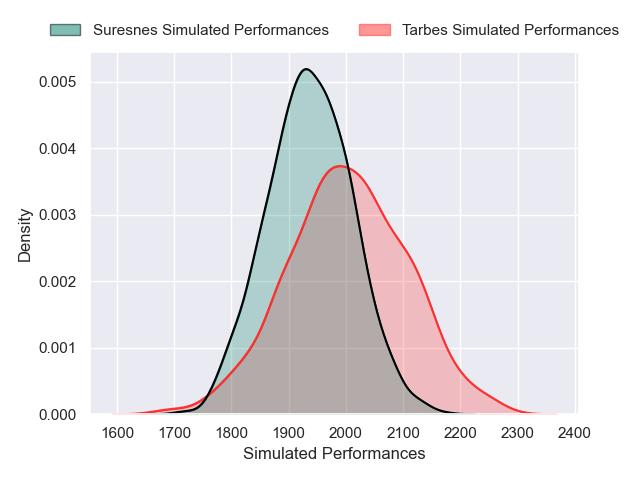 Suresnes Simulated Performances
Tarbes Simulated Performances
0.005
0.004
0.003
0.002
0.001
0.000
Density
1600 1700 1800 1900 2000 2100 2200 2300 2400
Simulated Performances